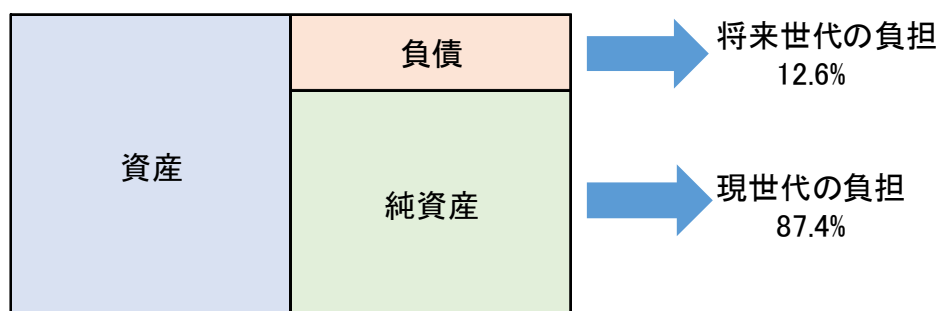 資産
負債
純資産
将来世代の負担
12.6%
現世代の負担
87.4%